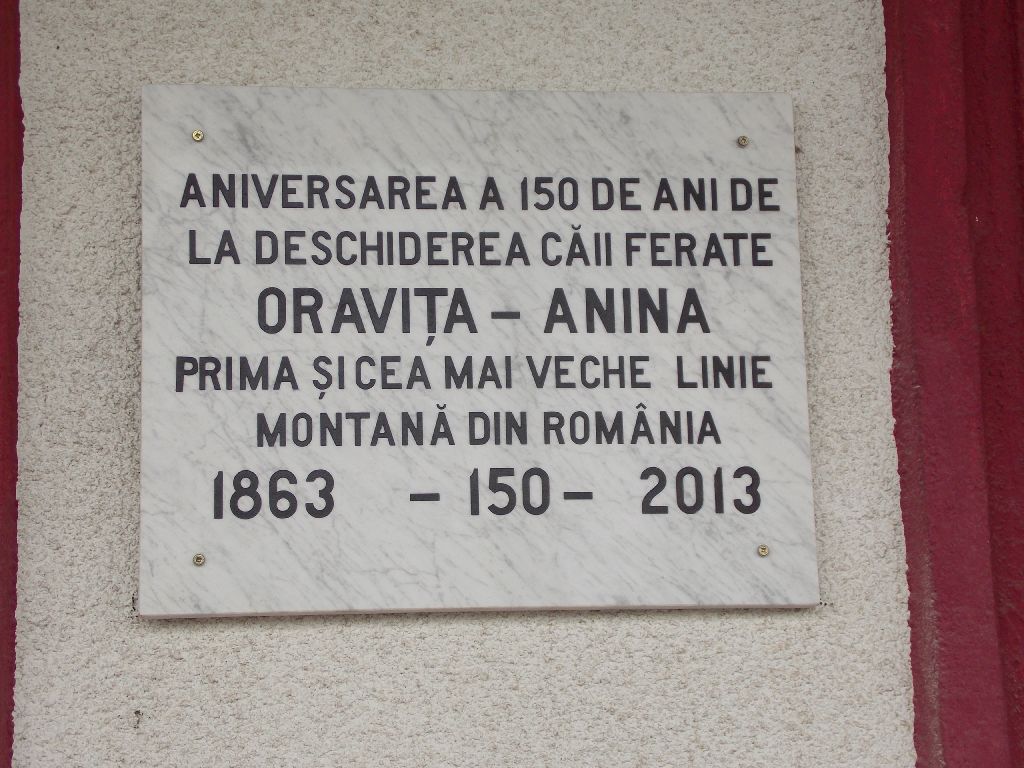 ANIVERSAREA A 150 DE ANI DE
LA DESCHIDEREA CĂII FERATE
ORAVIȚA – ANINA
PRIMA ȘI CEA MAI VECHE LINIE
MONTANĂ DIN ROMÂNIA
1863 – 150 – 2013